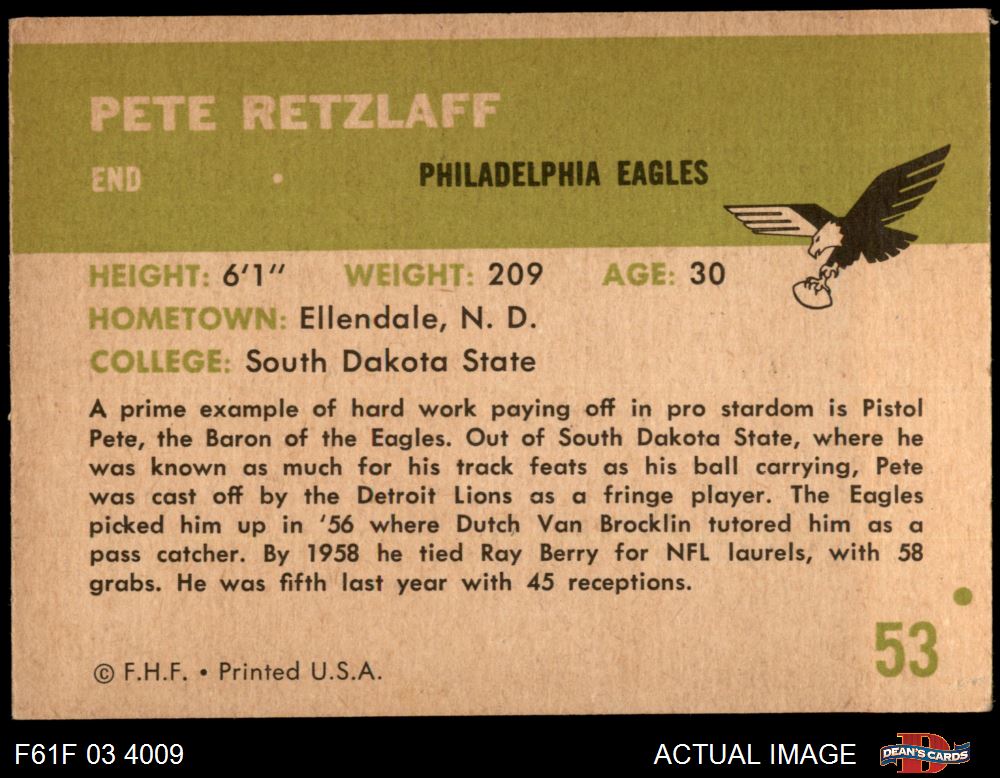 PETE RETZLAFF
END • PHILADELPHIA EAGLES
HEIGHT: 6'1" WEIGHT: 209 AGE: 30
HOMETOWN: Ellendale, N. D.
COLLEGE: South Dakota State
A prime example of hard work paying off in pro stardom is Pistol
Pete, the Baron of the Eagles. Out of South Dakota State, where he
was known as much for his track feats as his ball carrying, Pete
was cast off by the Detroit Lions as a fringe player. The Eagles
picked him up in '56 where Dutch Van Brocklin tutored him as a
pass catcher. By 1958 he tied Ray Berry for NFL laurels, with 58
grabs. He was fifth last year with 45 receptions.
53
© F.H.F. • Printed U.S.A.
F61F 03 4009
ACTUAL IMAGE
D
DEAN'S CARDS